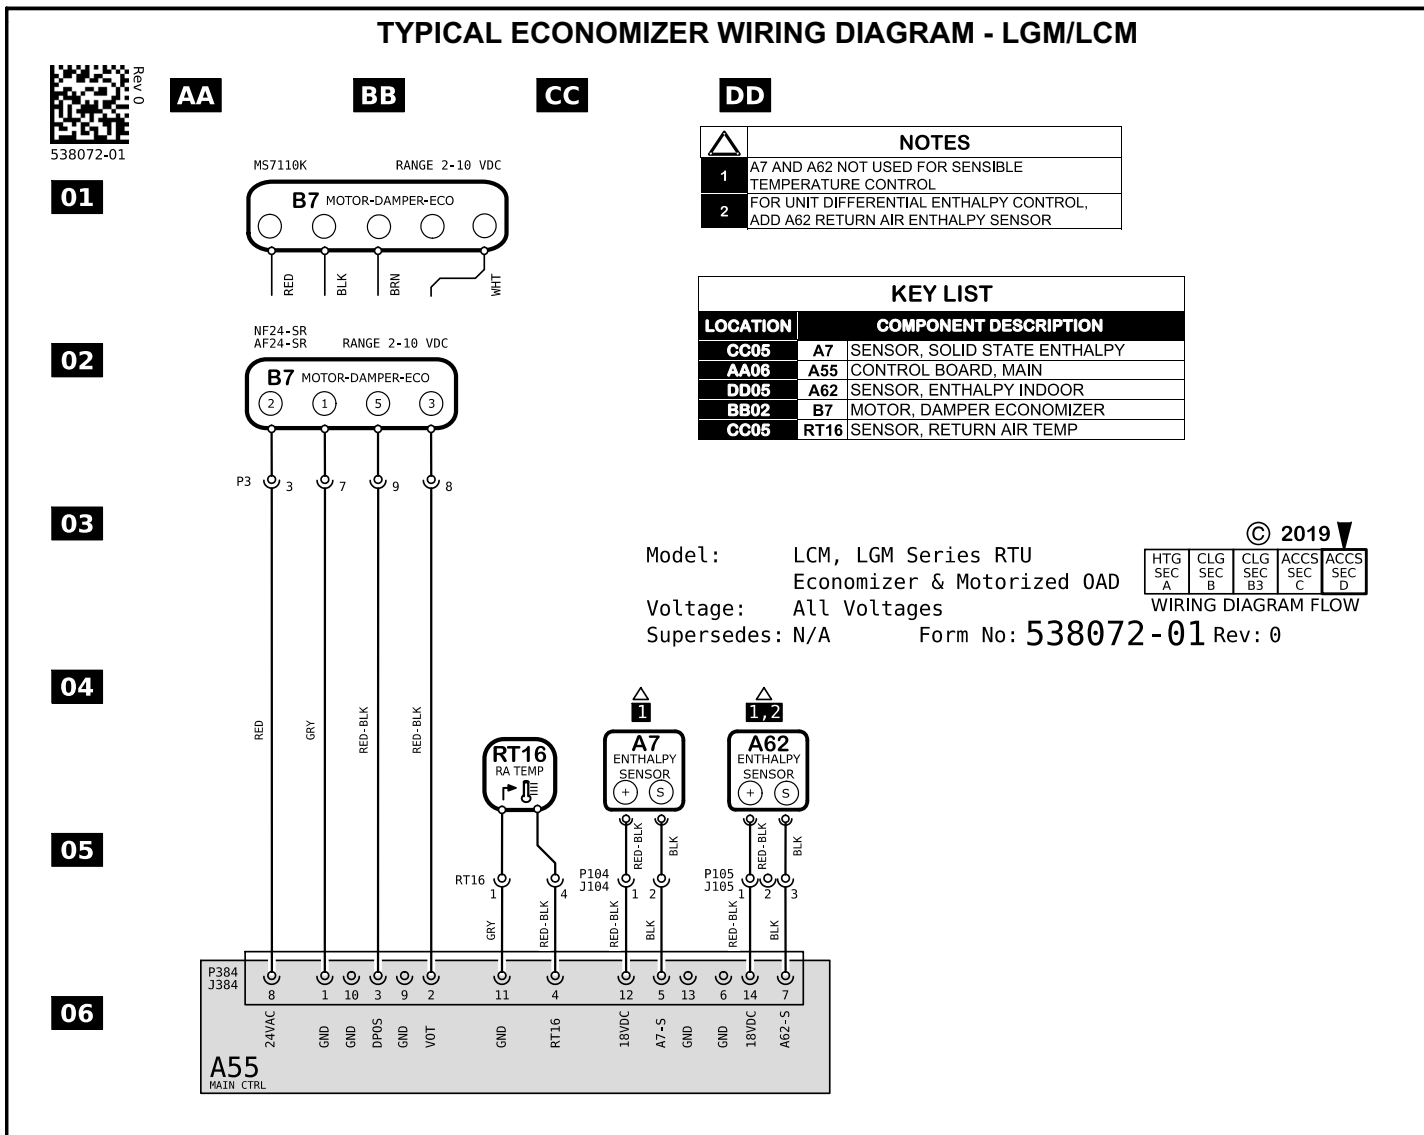 TYPICAL ECONOMIZER WIRING DIAGRAM - LGM/LCM
Rev 0
538072-01
AA BB CC DD
01
02
03
04
05
06
MS7110K RANGE 2-10 VDC
B7 MOTOR-DAMPER-ECO
RED BLK BRN WHT
NF24-SR
AF24-SR RANGE 2-10 VDC
B7 MOTOR-DAMPER-ECO
2 1 5 3
P3 3 7 9 8
RED GRY RED-BLK RED-BLK
NOTES
1 A7 AND A62 NOT USED FOR SENSIBLE
TEMPERATURE CONTROL
2 FOR UNIT DIFFERENTIAL ENTHALPY CONTROL,
ADD A62 RETURN AIR ENTHALPY SENSOR
KEY LIST
LOCATION COMPONENT DESCRIPTION
CC05 A7 SENSOR, SOLID STATE ENTHALPY
AA06 A55 CONTROL BOARD, MAIN
DD05 A62 SENSOR, ENTHALPY INDOOR
BB02 B7 MOTOR, DAMPER ECONOMIZER
CC05 RT16 SENSOR, RETURN AIR TEMP
Model: LCM, LGM Series RTU
Economizer & Motorized OAD
Voltage: All Voltages
Supersedes: N/A Form No: 538072-01 Rev: 0
© 2019
HTG SEC A
CLG SEC B
CLG SEC B3
ACCS SEC C
ACCS SEC D
WIRING DIAGRAM FLOW
RT16
RA TEMP
1
A7
ENTHALPY
SENSOR
+ S
1,2
A62
ENTHALPY
SENSOR
+ S
RED-BLK BLK RED-BLK BLK
RT16 1 4
P104
J104 1 2
P105
J105 1 2 3
GRY RED-BLK RED-BLK BLK RED-BLK BLK
P384
J384
8 1 10 3 9 2 11 4 12 5 13 6 14 7
24VAC GND GND DPOS GND VOT GND RT16 18VDC A7-S GND GND 18VDC A62-S
A55
MAIN CTRL